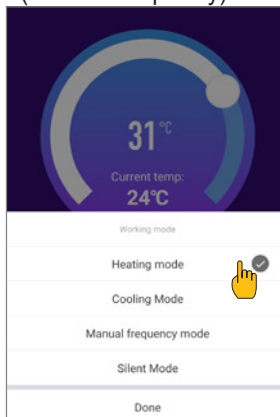 31°C
Current temp:
24°C
Working mode
Heating mode
Cooling Mode
Manual frequency mode
Silent Mode
Done